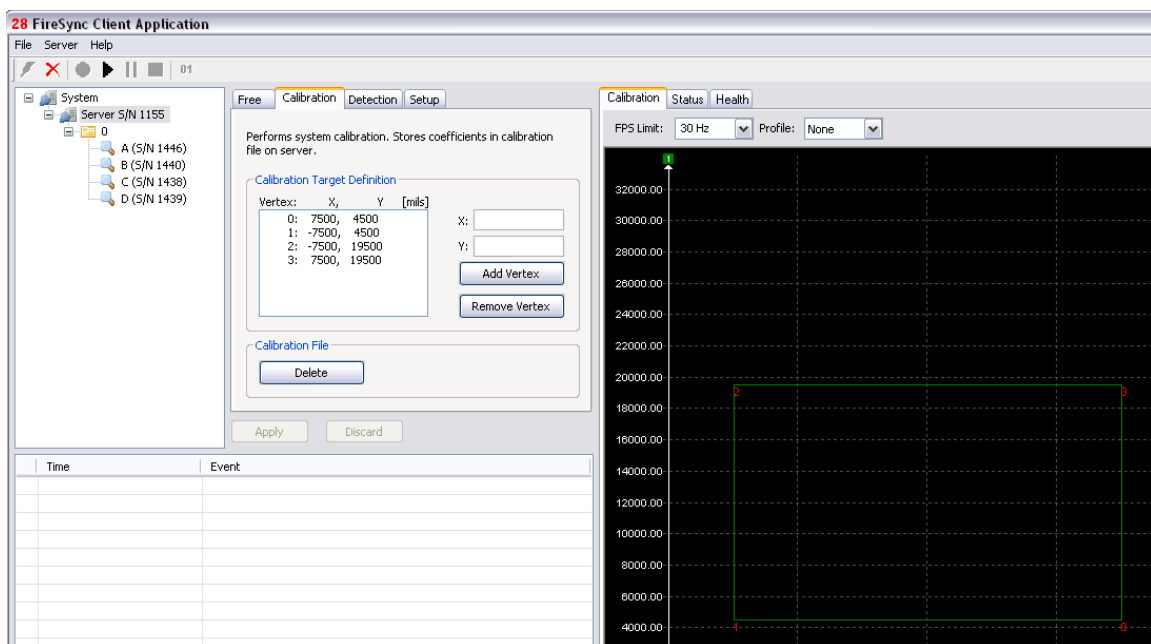 28 FireSync Client Application
File Server Help
01
System
Server S/N 1155
0
A (S/N 1446)
B (S/N 1440)
C (S/N 1438)
D (S/N 1439)
Free Calibration Detection Setup
Performs system calibration. Stores coefficients in calibration
file on server.
Calibration Target Definition
Vertex: X, Y [mils]
0: 7500, 4500
1: -7500, 4500
2: -7500, 19500
3: 7500, 19500
X:
Y:
Add Vertex
Remove Vertex
Calibration File
Delete
Apply Discard
Time Event
Calibration Status Health
FPS Limit: 30 Hz Profile: None
1
32000.00
30000.00
28000.00
26000.00
24000.00
22000.00
20000.00
2 3
18000.00
16000.00
14000.00
12000.00
10000.00
8000.00
6000.00
4000.00
1 0